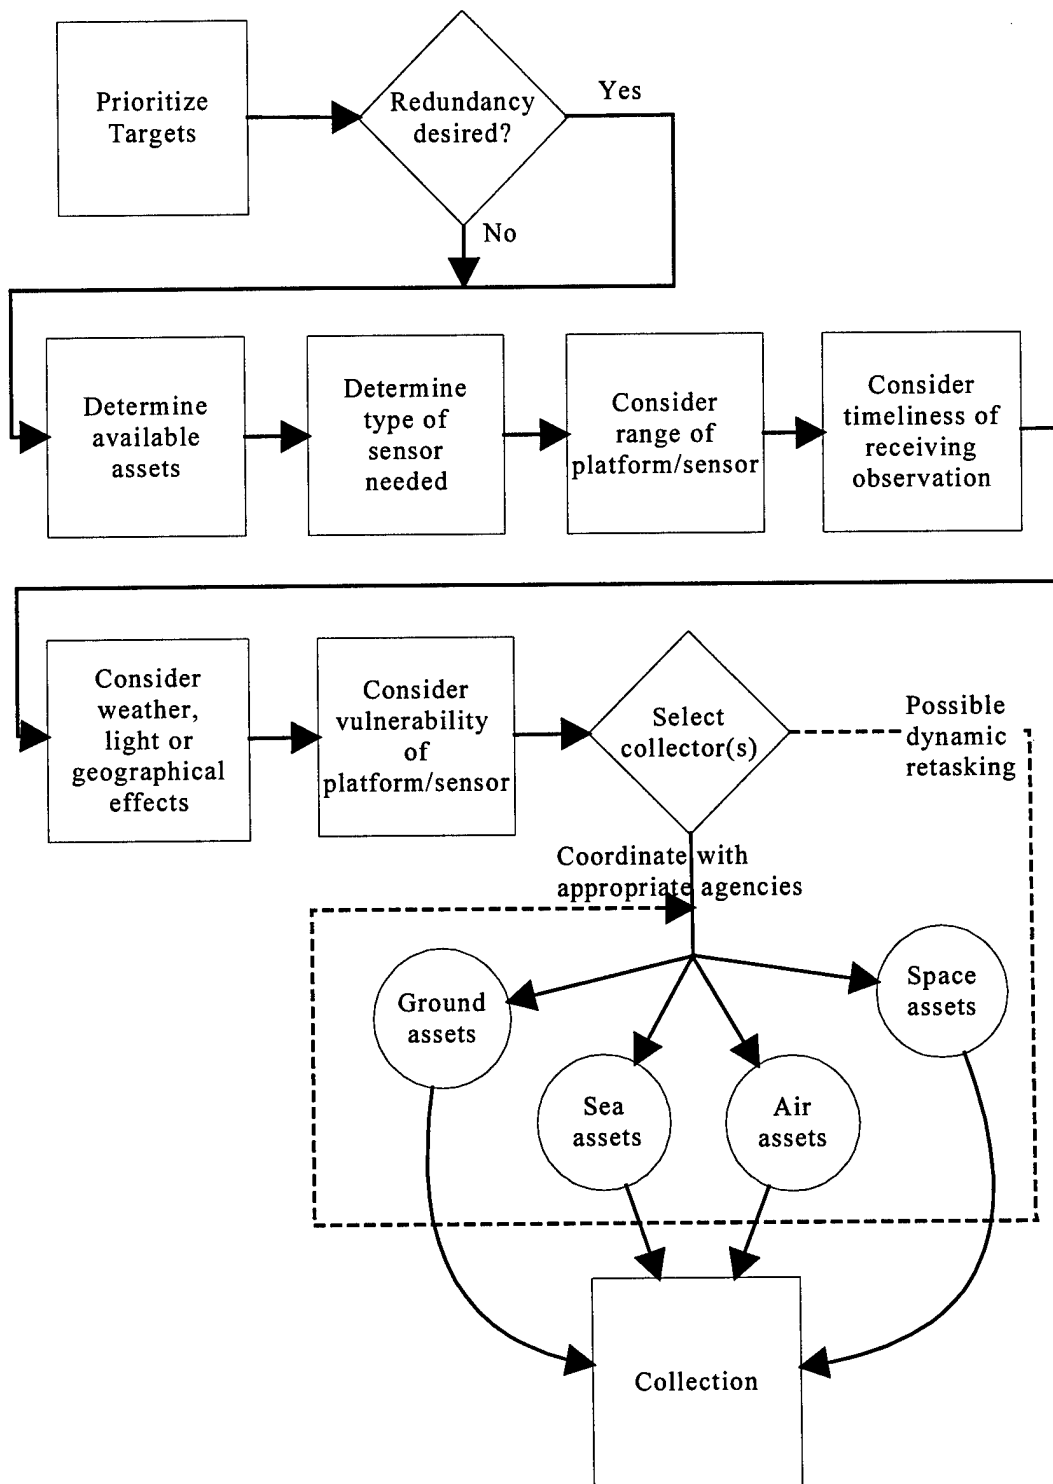 Prioritize
Targets
Redundancy
desired?
Yes
No
Determine
available
assets
Determine
type of
sensor
needed
Consider
range of
platform/sensor
Consider
timeliness of
receiving
observation
Consider
weather,
light or
geographical
effects
Consider
vulnerability
of
platform/sensor
Select
collector(s)
Possible
dynamic
retasking
Coordinate with
appropriate agencies
Ground
assets
Sea
assets
Air
assets
Space
assets
Collection